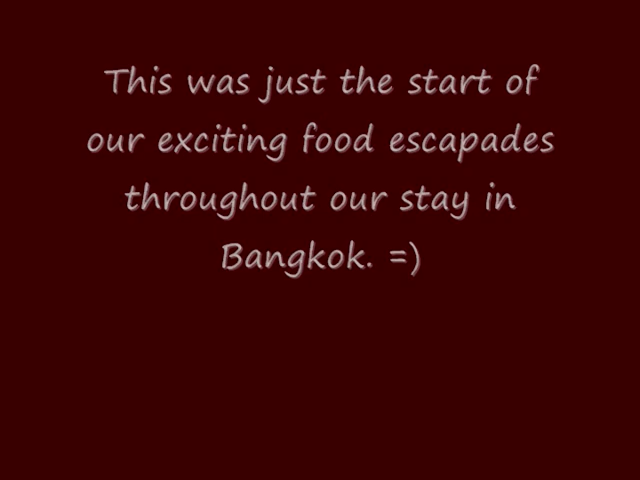 This was just the start of
our exciting food escapades
throughout our stay in
Bangkok. =)